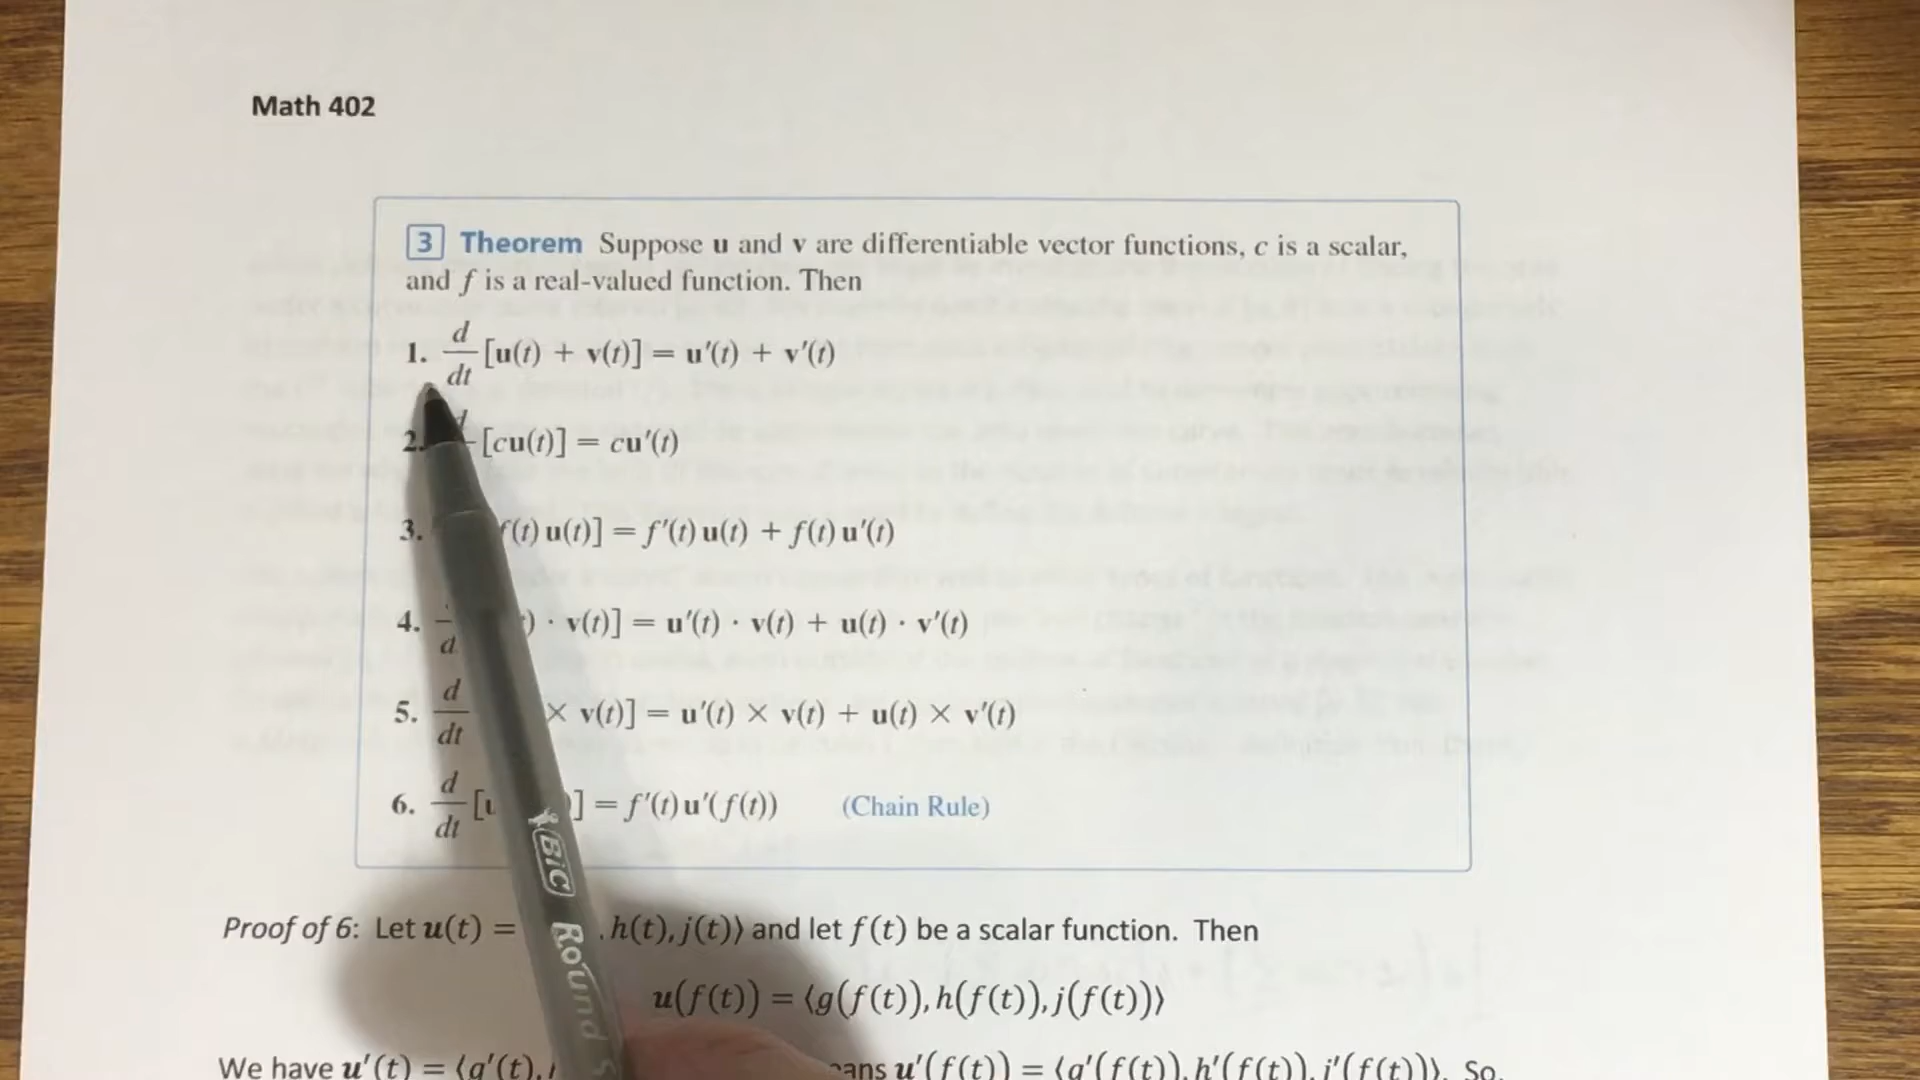 Math 402
3 Theorem Suppose u and v are differentiable vector functions, c is a scalar,
and f is a real-valued function. Then
1. d/dt [u(t) + v(t)] = u′(t) + v′(t)
2. d [cu(t)] = cu′(t)
3. f(t) u(t)] = f′(t) u(t) + f(t) u′(t)
4. d ) · v(t)] = u′(t) · v(t) + u(t) · v′(t)
5. d/dt × v(t)] = u′(t) × v(t) + u(t) × v′(t)
6. d/dt [u )] = f′(t) u′(f(t)) (Chain Rule)
Proof of 6: Let u(t) = , h(t), j(t)⟩ and let f(t) be a scalar function. Then
u(f(t)) = ⟨g(f(t)), h(f(t)), j(f(t))⟩
We have u′(t) = ⟨g′(t), u′(f(t)) = ⟨g′(f(t)), h′(f(t)), j′(f(t))⟩. So,
BIC Round